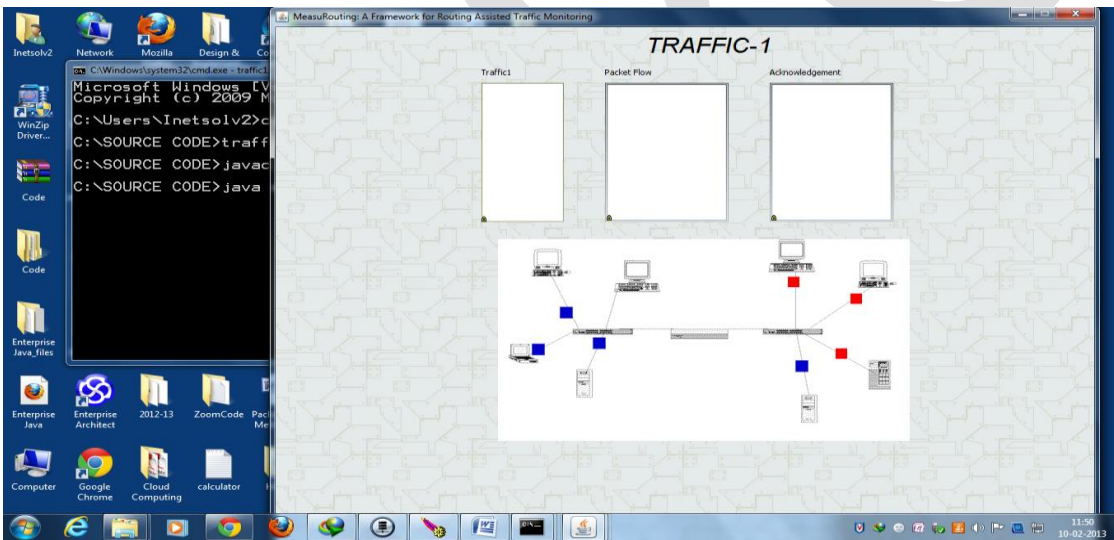 MeasuRouting: A Framework for Routing Assisted Traffic Monitoring
TRAFFIC-1
Traffic1
Packet Flow
Acknowledgement
Inetsolv2
Network
Mozilla
Design &
C:\Windows\system32\cmd.exe - traffic1
Microsoft Windows [V
Copyright (c) 2009 M
C:\Users\Inetsolv2>c
C:\SOURCE CODE>traff
C:\SOURCE CODE>javac
C:\SOURCE CODE>java
WinZip
Driver...
Code
Code
Enterprise
Java_files
Enterprise
Java
Enterprise
Architect
2012-13
ZoomCode
Computer
Google
Chrome
Cloud
Computing
calculator
11:50
10-02-2013